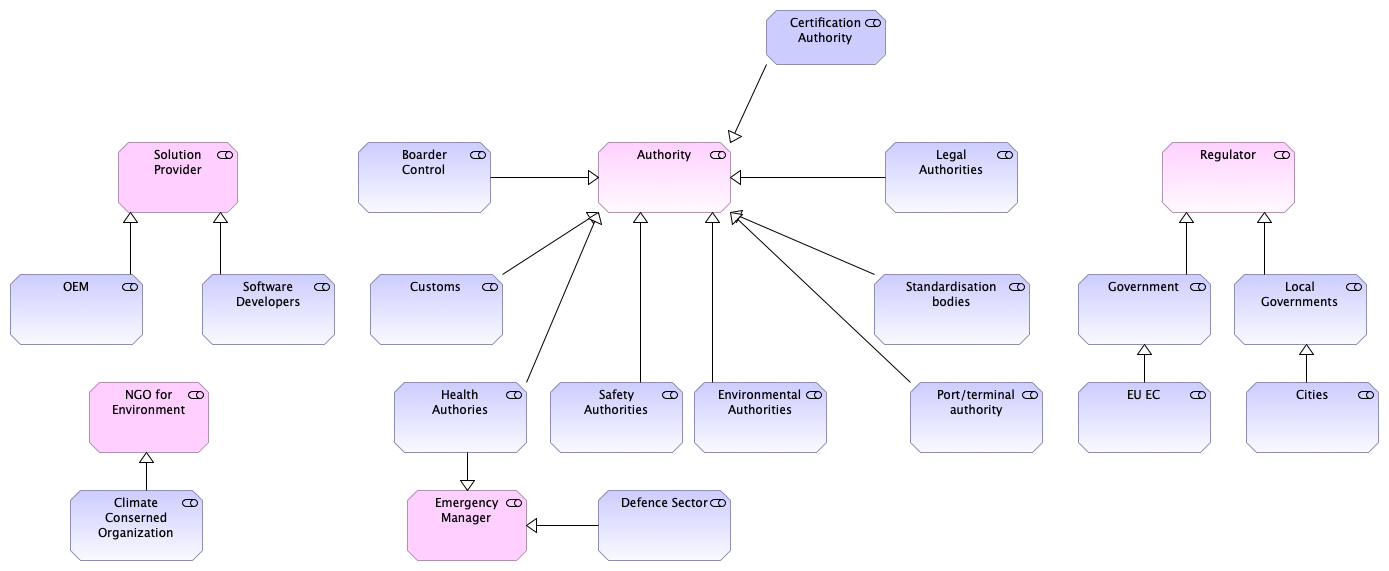 Certification
Authority
Solution
Provider
Boarder
Control
Authority
Legal
Authorities
Regulator
OEM
Software
Developers
Customs
Standardisation
bodies
Government
Local
Governments
NGO for
Environment
Health
Authories
Safety
Authorities
Environmental
Authorities
Port/terminal
authority
EU EC
Cities
Climate
Conserned
Organization
Emergency
Manager
Defence Sector